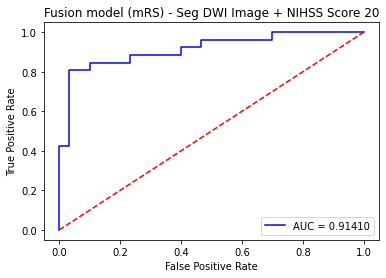 Fusion model (mRS) - Seg DWI Image + NIHSS Score 20
1.0
0.8
0.6
0.4
0.2
0.0
True Positive Rate
AUC = 0.91410
0.0 0.2 0.4 0.6 0.8 1.0
False Positive Rate